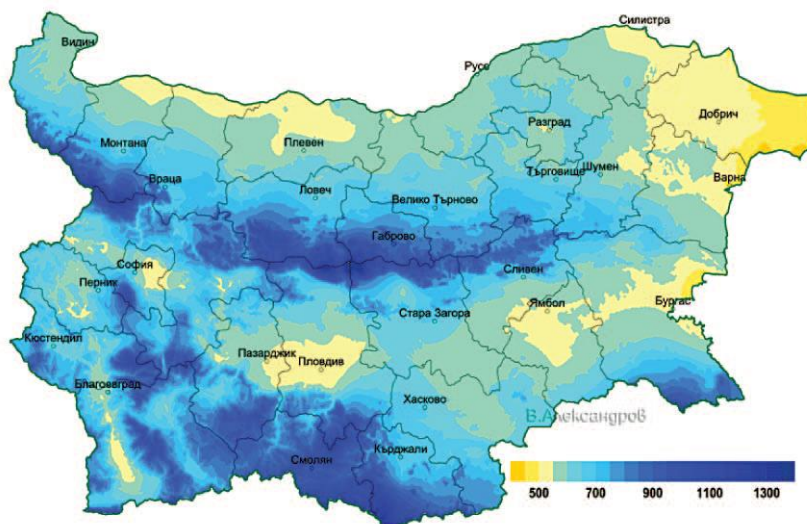 Силистра
Видин
Русе
Добрич
Разград
Монтана
Плевен
Шумен
Търговище
Варна
Враца
Ловеч
Велико Търново
Габрово
София
Сливен
Перник
Бургас
Ямбол
Стара Загора
Кюстендил
Пазарджик
Пловдив
Благоевград
Хасково
В.Александров
Кърджали
Смолян
500 700 900 1100 1300